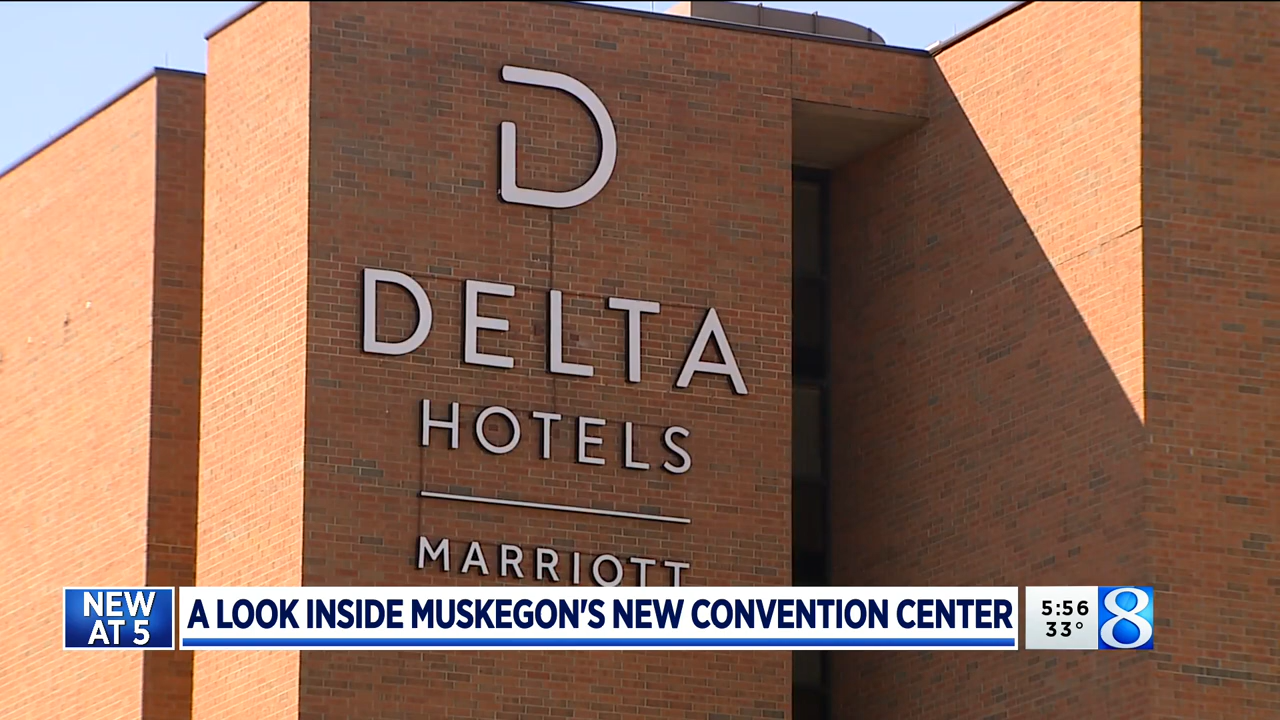 D
DELTA
HOTELS
MARRIOTT
NEW
AT 5
A LOOK INSIDE MUSKEGON'S NEW CONVENTION CENTER
5:56
33°
8